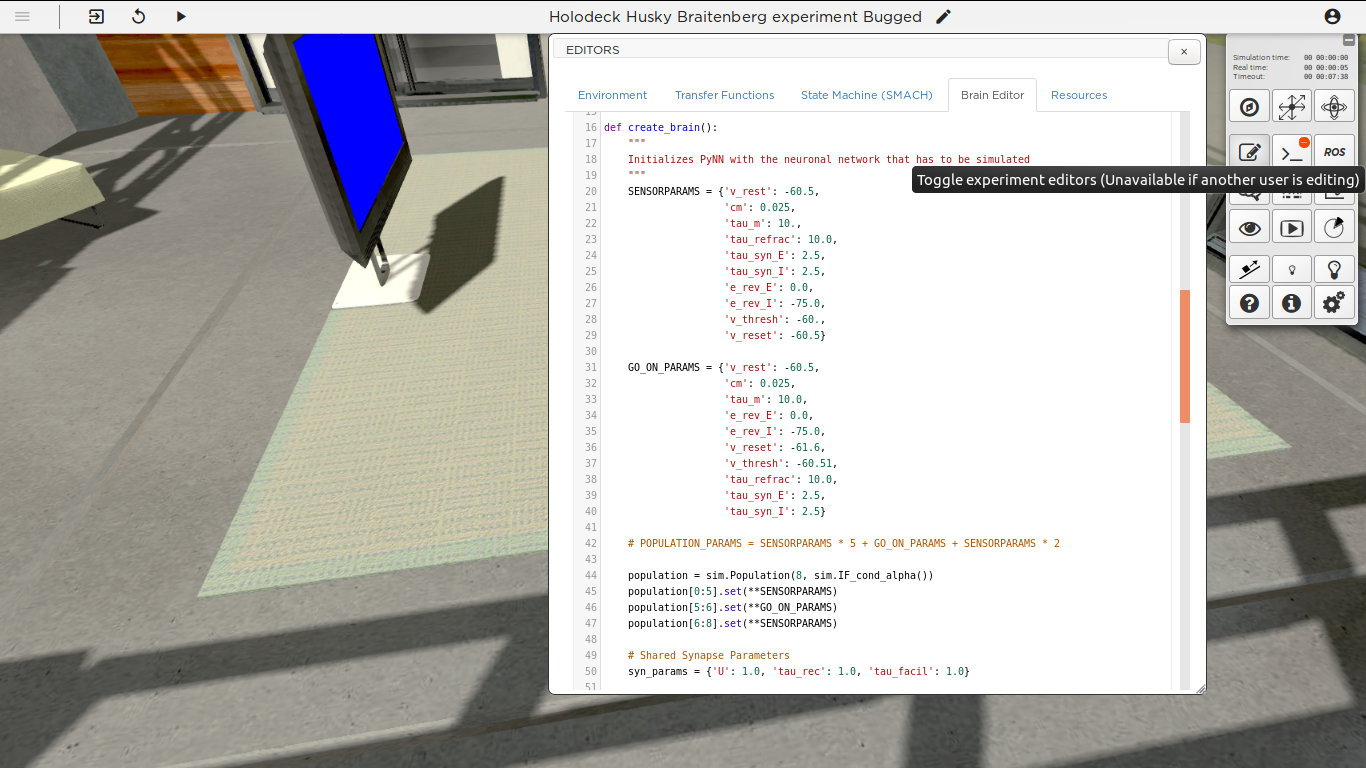 Holodeck Husky Braitenberg experiment Bugged
EDITORS
×
Environment
Transfer Functions
State Machine (SMACH)
Brain Editor
Resources
Simulation time: 00 00:00:00
Real time: 00 00:00:05
Timeout: 00 00:07:38
ROS
Toggle experiment editors (Unavailable if another user is editing)
15
16 def create_brain():
17     """
18     Initializes PyNN with the neuronal network that has to be simulated
19     """
20     SENSORPARAMS = {'v_rest': -60.5,
21                     'cm': 0.025,
22                     'tau_m': 10.,
23                     'tau_refrac': 10.0,
24                     'tau_syn_E': 2.5,
25                     'tau_syn_I': 2.5,
26                     'e_rev_E': 0.0,
27                     'e_rev_I': -75.0,
28                     'v_thresh': -60.,
29                     'v_reset': -60.5}
30
31     GO_ON_PARAMS = {'v_rest': -60.5,
32                     'cm': 0.025,
33                     'tau_m': 10.0,
34                     'e_rev_E': 0.0,
35                     'e_rev_I': -75.0,
36                     'v_reset': -61.6,
37                     'v_thresh': -60.51,
38                     'tau_refrac': 10.0,
39                     'tau_syn_E': 2.5,
40                     'tau_syn_I': 2.5}
41
42     # POPULATION_PARAMS = SENSORPARAMS * 5 + GO_ON_PARAMS + SENSORPARAMS * 2
43
44     population = sim.Population(8, sim.IF_cond_alpha())
45     population[0:5].set(**SENSORPARAMS)
46     population[5:6].set(**GO_ON_PARAMS)
47     population[6:8].set(**SENSORPARAMS)
48
49     # Shared Synapse Parameters
50     syn_params = {'U': 1.0, 'tau_rec': 1.0, 'tau_facil': 1.0}
51